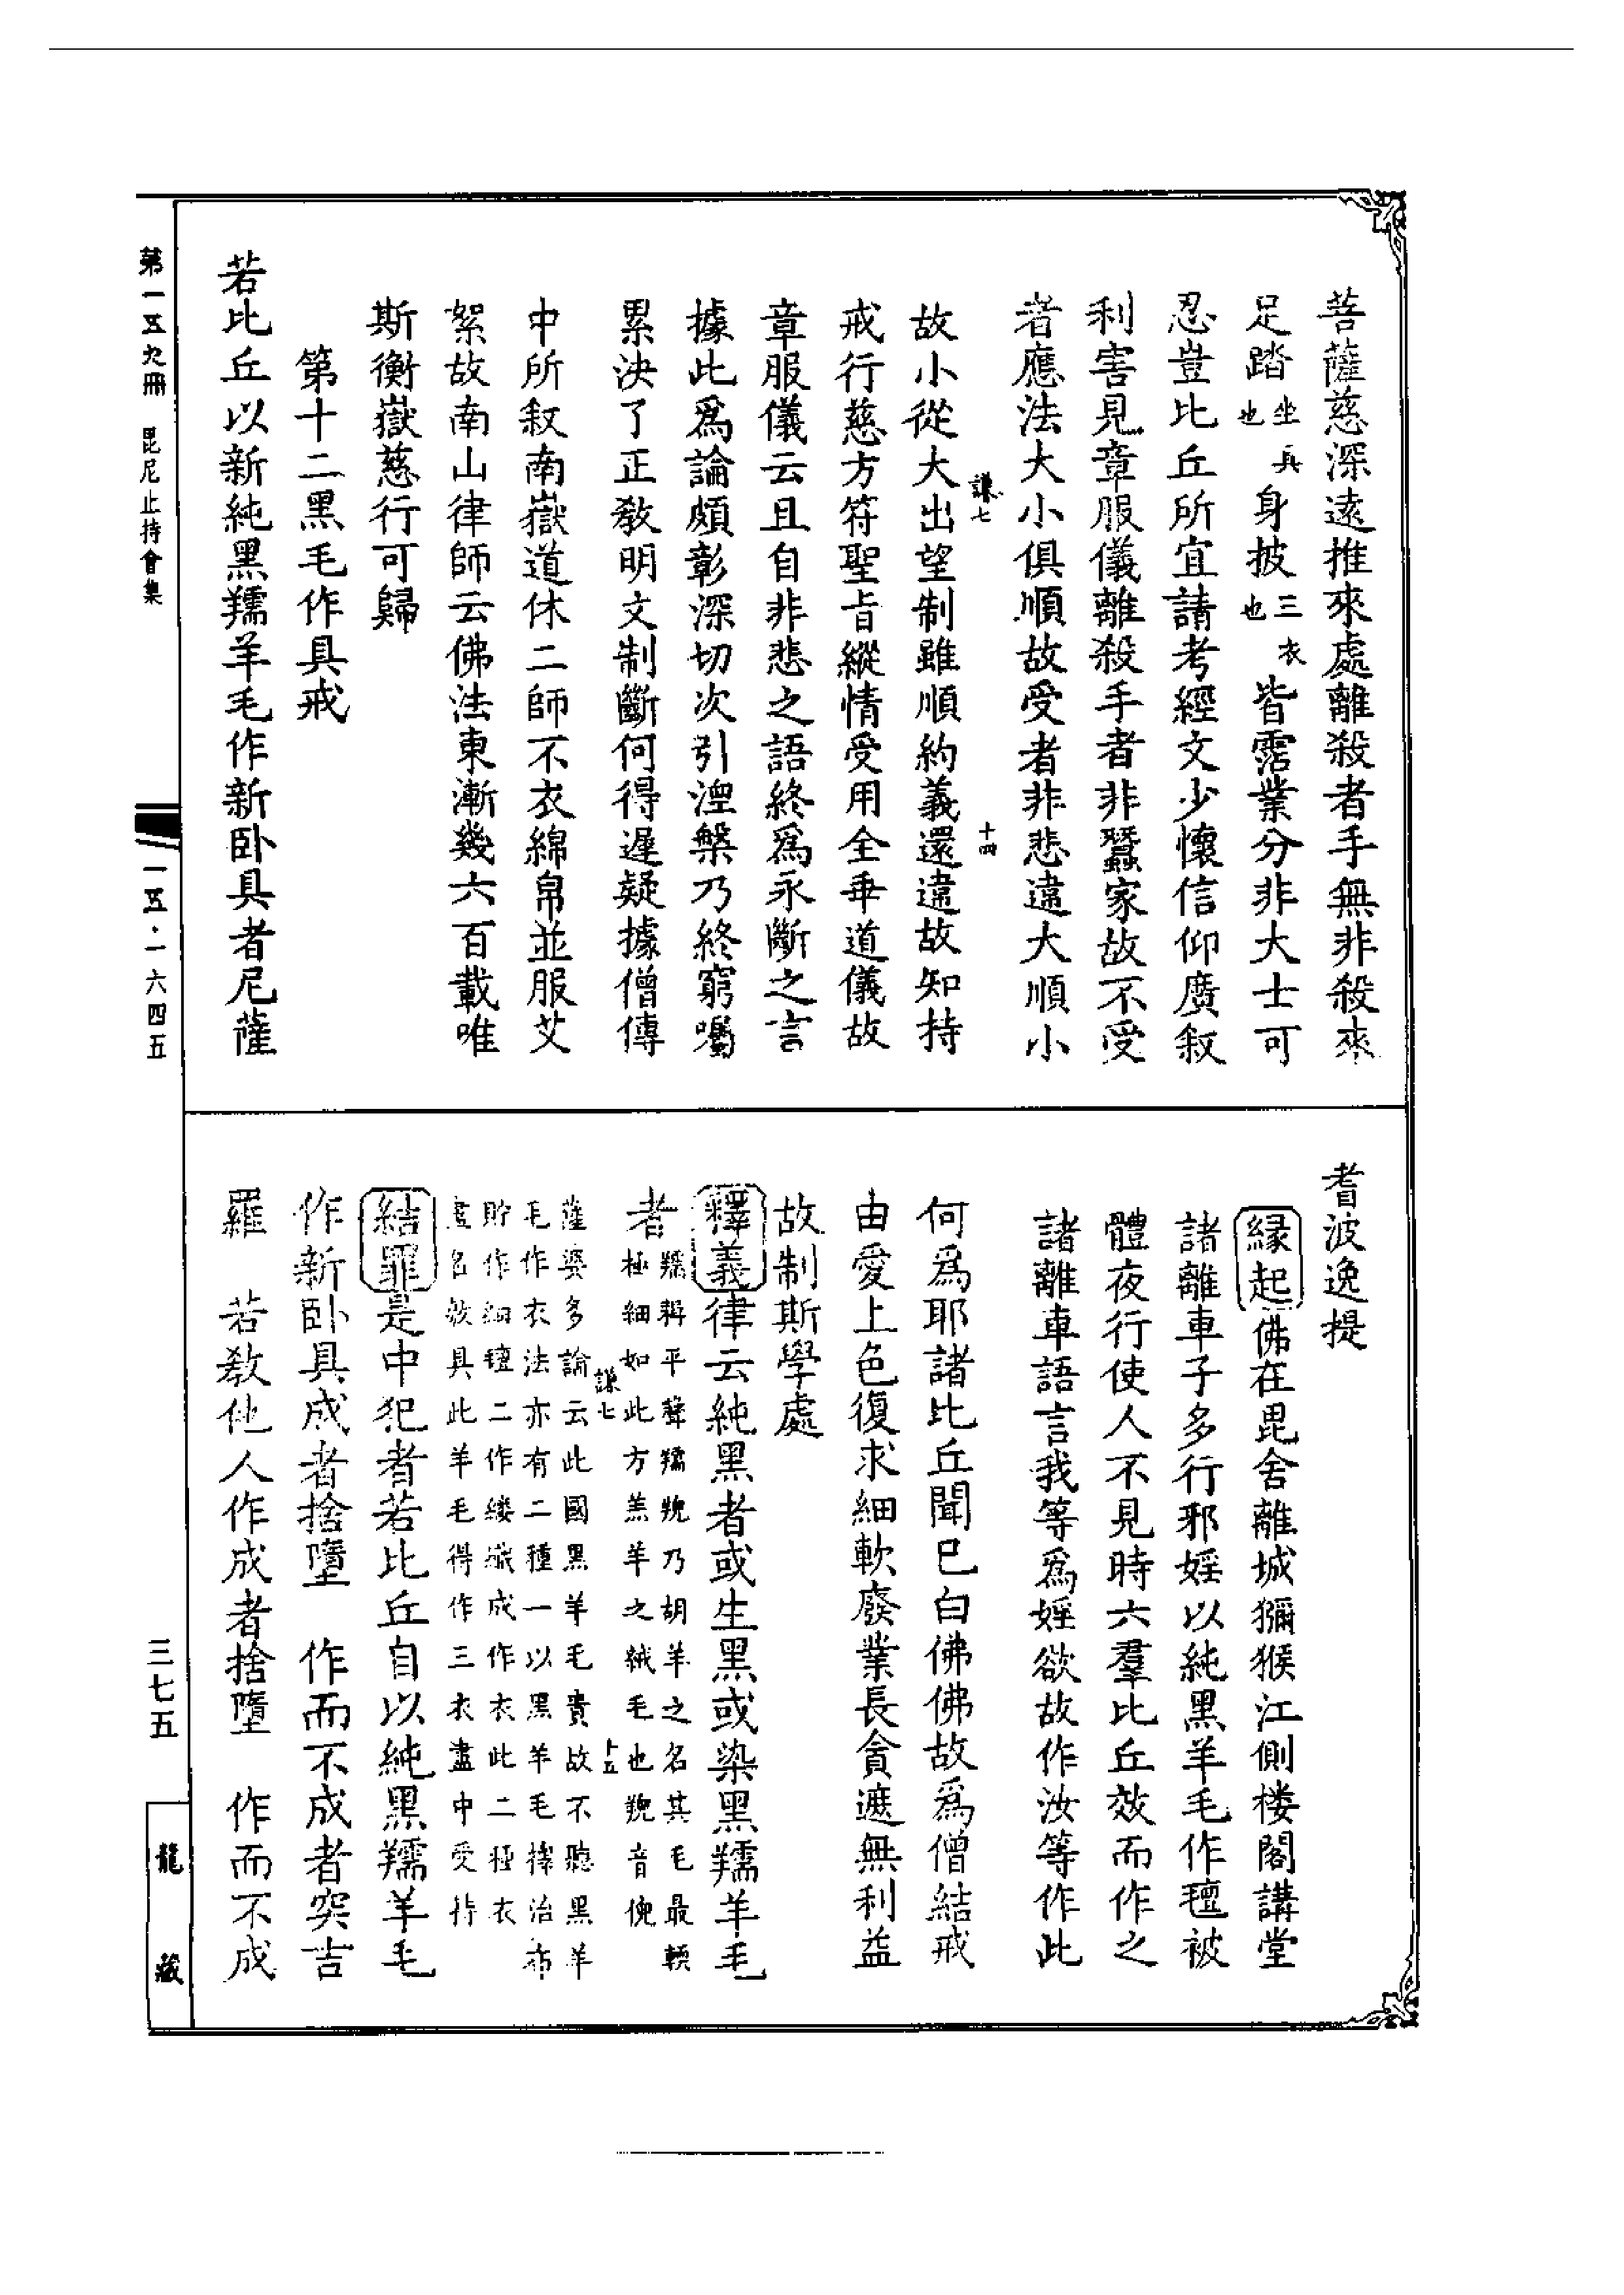 菩薩慈深遠推來處離殺者手無非殺來
足踏坐具也身披三衣也皆霑業分非大士可
忍豈比丘所宜請考經文少懷信仰廣叙
利害見章服儀離殺手者非蠶家故不受
者應法大小俱順故受者非悲違大順小
謙七 十四
故小從大出望制雖順約義還違故知持
戒行慈方符聖旨縱情受用全乖道儀故
章服儀云且自非悲之語終爲永斷之言
據此爲論頗彰深切次引涅槃乃終窮囑
累決了正教明文制斷何得遲疑據僧傳
中所叙南嶽道休二師不衣綿帛並服艾
絮故南山律師云佛法東漸幾六百載唯
斯衡嶽慈行可歸
第十二黑毛作具戒
若比丘以新純黑羺羊毛作新卧具者尼薩
耆波逸提
緣起佛在毘舍離城獼猴江側楼閣講堂
諸離車子多行邪婬以純黑羊毛作氈被
體夜行使人不見時六羣比丘效而作之
諸離車語言我等爲婬欲故作汝等作此
何爲耶諸比丘聞已白佛佛故爲僧結戒
由愛上色復求細軟廢業長貪遮無利益
故制斯學處
釋義律云純黑者或生黑或染黑羺羊毛
者羺耨平聲羺羺乃胡羊之名其毛最輭
極細如此方羔羊之絨毛也羺音俛
謙七 十五
薩婆多論云此國黑羊毛貴故不聽黑羊
毛作衣法亦有二種一以黑羊毛擇治布
貯作細氈二作縷織成作衣此二種衣
盡名敷具此羊毛得作三衣盡中受持
結罪是中犯者若比丘自以純黑羺羊毛
作新卧具成者捨墮 作而不成者突吉
羅 若教他人作成者捨墮 作而不成
第一五九冊 毘尼止持會集
一五·一六四五
三七五
龍藏